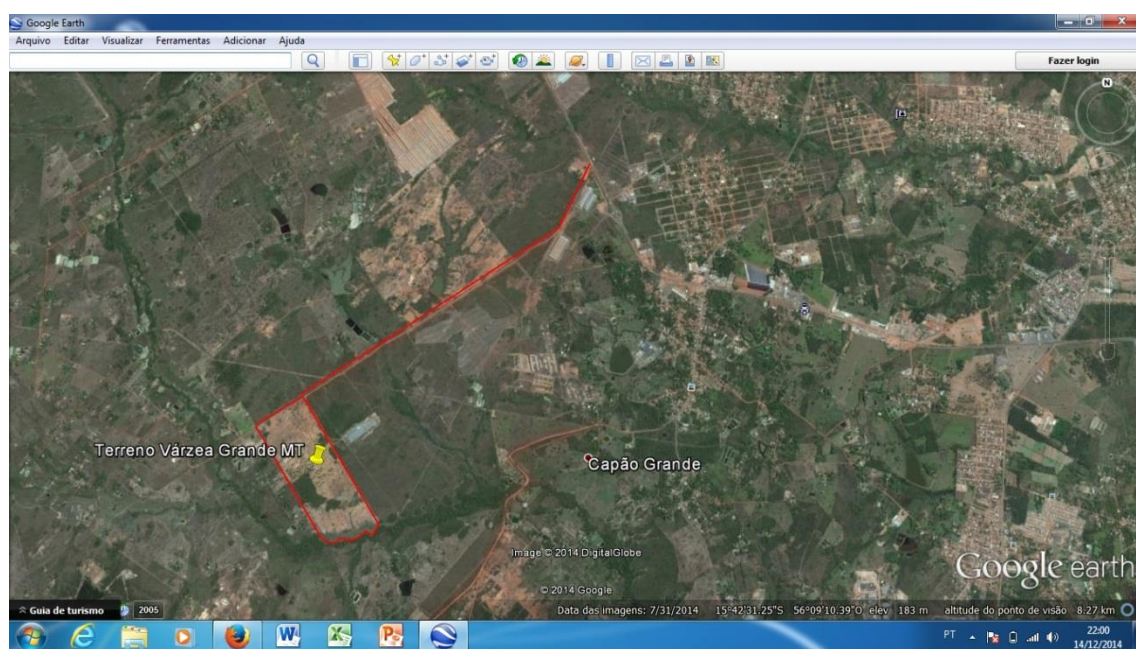 Google Earth
Arquivo Editar Visualizar Ferramentas Adicionar Ajuda
Fazer login
N
Terreno Várzea Grande MT
Capão Grande
Image © 2014 DigitalGlobe
© 2014 Google
Google earth
Guia de turismo 2005
Data das imagens: 7/31/2014 15°42'31.25"S 56°09'10.39"O elev 183 m altitude do ponto de visão 8.27 km
PT 22:00
14/12/2014